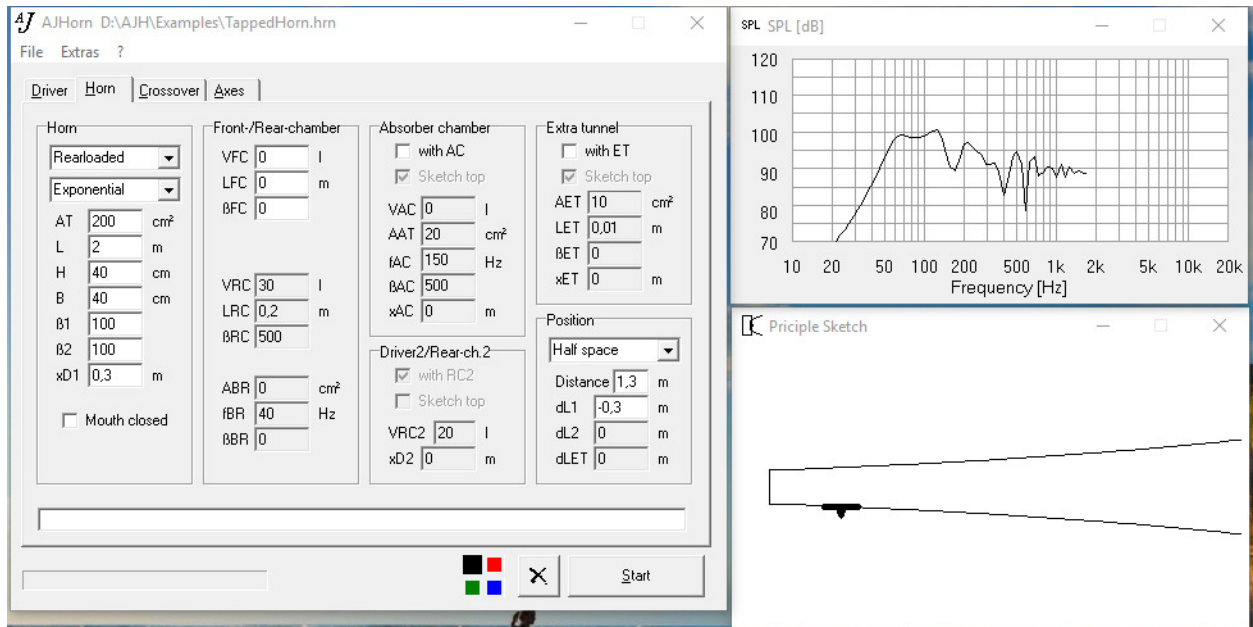 AJ AJHorn D:\AJH\Examples\TappedHorn.hrn
File Extras ?
Driver Horn Crossover Axes
Horn
Rearloaded
Exponential
AT 200 cm²
L 2 m
H 40 cm
B 40 cm
ß1 100
ß2 100
xD1 0,3 m
Mouth closed
Front-/Rear-chamber
VFC 0 l
LFC 0 m
ßFC 0
VRC 30 l
LRC 0,2 m
ßRC 500
ABR 0 cm²
fBR 40 Hz
ßBR 0
Absorber chamber
with AC
Sketch top
VAC 0 l
AAT 20 cm²
fAC 150 Hz
ßAC 500
xAC 0 m
Driver2/Rear-ch.2
with RC2
Sketch top
VRC2 20 l
xD2 0 m
Extra tunnel
with ET
Sketch top
AET 10 cm²
LET 0,01 m
ßET 0
xET 0 m
Position
Half space
Distance 1,3 m
dL1 -0,3 m
dL2 0 m
dLET 0 m
Start
SPL SPL [dB]
120
110
100
90
80
70
10 20 50 100 200 500 1k 2k 5k 10k 20k
Frequency [Hz]
Priciple Sketch